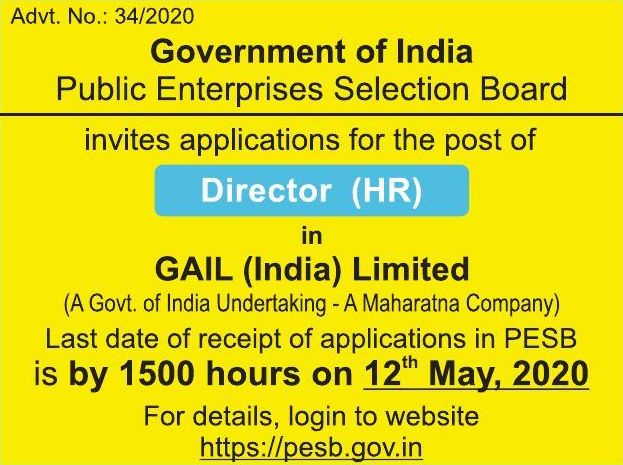 Advt. No.: 34/2020
Government of India
Public Enterprises Selection Board
invites applications for the post of
Director (HR)
in
GAIL (India) Limited
(A Govt. of India Undertaking - A Maharatna Company)
Last date of receipt of applications in PESB
is by 1500 hours on 12th May, 2020
For details, login to website
https://pesb.gov.in